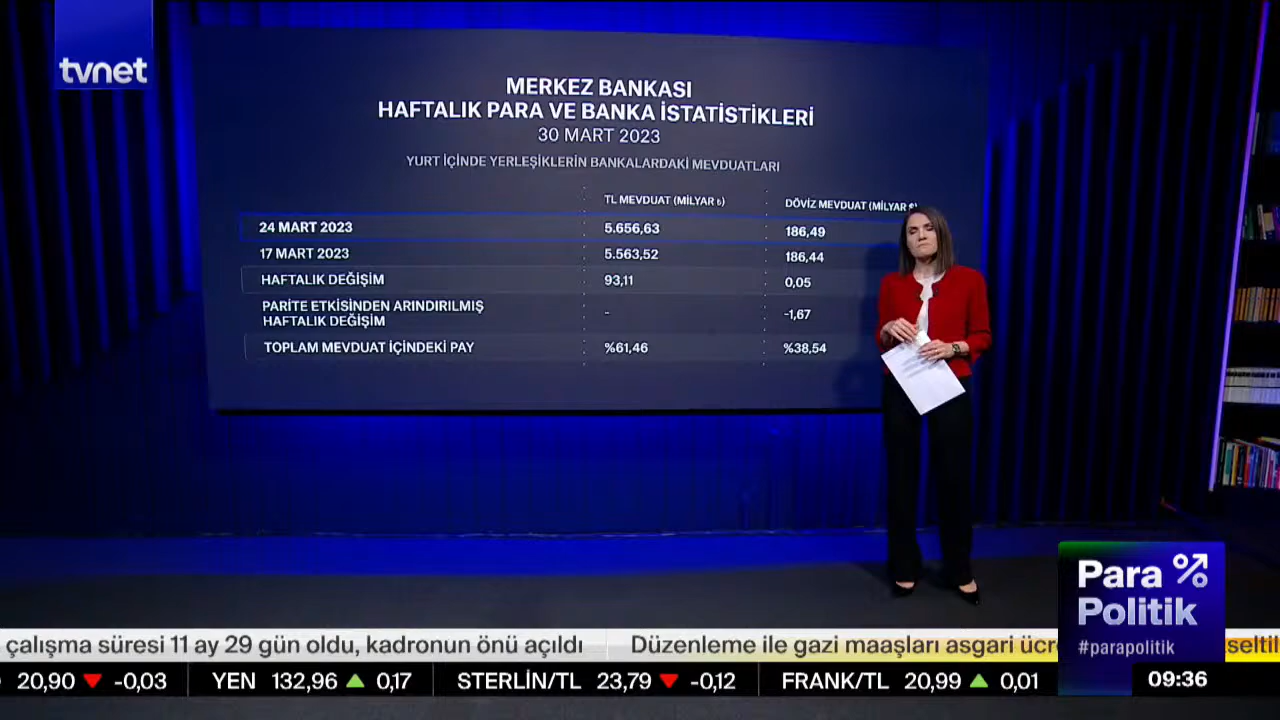 tvnet
MERKEZ BANKASI
HAFTALIK PARA VE BANKA İSTATİSTİKLERİ
30 MART 2023
YURT İÇİNDE YERLEŞİKLERİN BANKALARDAKİ MEVDUATLARI
TL MEVDUAT (MİLYAR ₺) DÖVİZ MEVDUAT (MİLYAR $)
24 MART 2023 5.656,63 186,49
17 MART 2023 5.563,52 186,44
HAFTALIK DEĞİŞİM 93,11 0,05
PARİTE ETKİSİNDEN ARINDIRILMIŞ
HAFTALIK DEĞİŞİM - -1,67
TOPLAM MEVDUAT İÇİNDEKİ PAY %61,46 %38,54
Para %
Politik
#parapolitik
çalışma süresi 11 ay 29 gün oldu, kadronun önü açıldı Düzenleme ile gazi maaşları asgari ücr seltil
20,90 ▼ -0,03 YEN 132,96 ▲ 0,17 STERLİN/TL 23,79 ▼ -0,12 FRANK/TL 20,99 ▲ 0,01 09:36